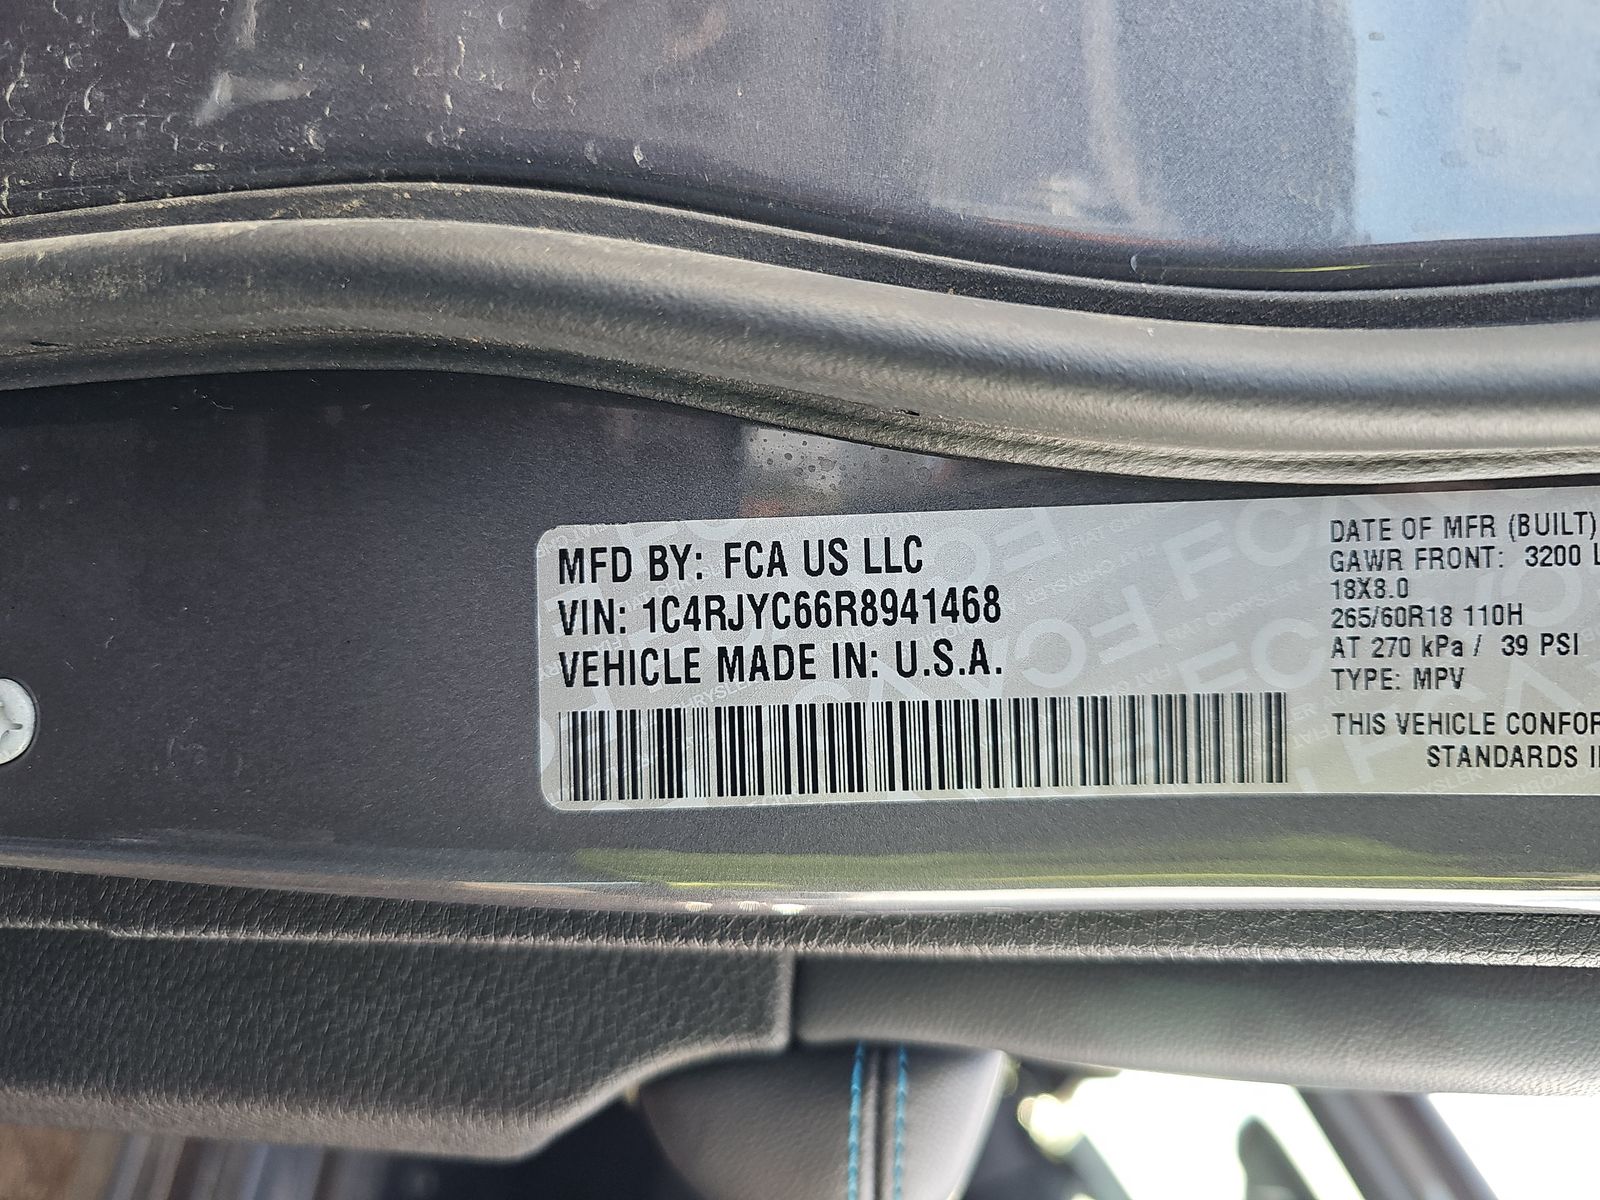 MFD BY: FCA US LLC
VIN: 1C4RJYC66R8941468
VEHICLE MADE IN: U.S.A.
DATE OF MFR (BUILT)
GAWR FRONT: 3200
18X8.0
265/60R18 110H
AT 270 kPa / 39 PSI
TYPE: MPV
THIS VEHICLE
STANDARDS